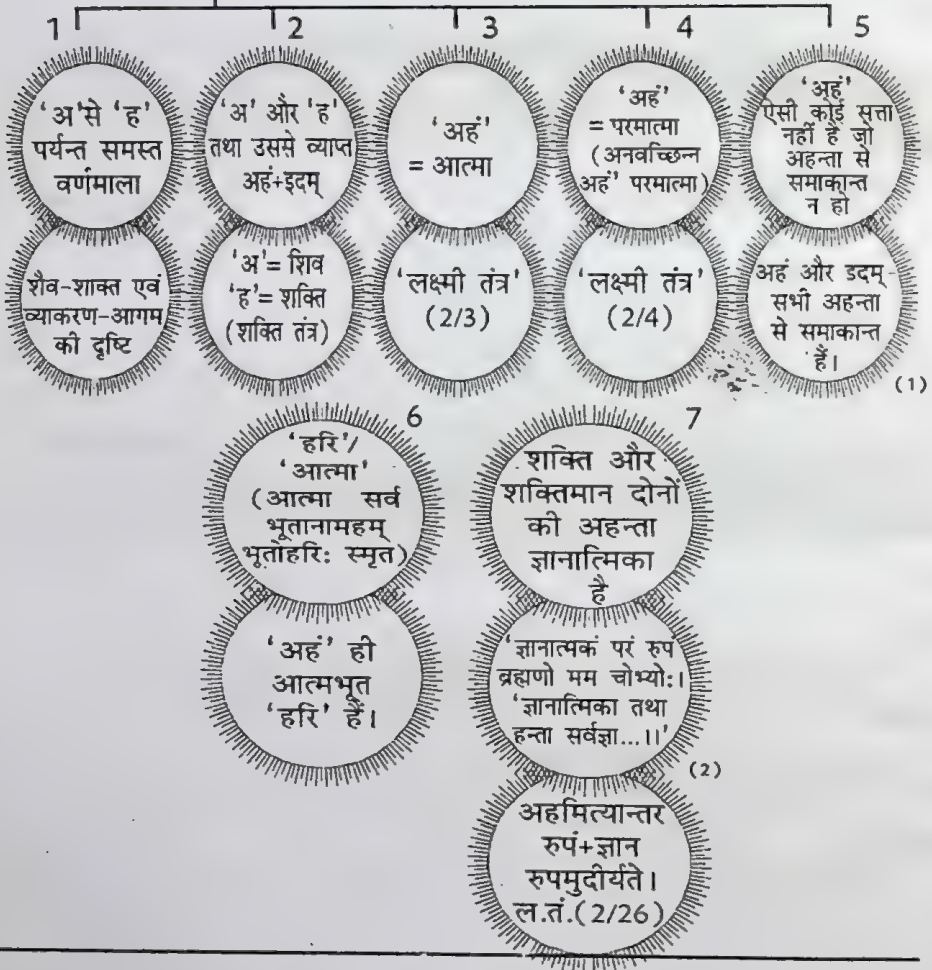 1 2 3 4 5
'अ'से 'ह'
पर्यन्त समस्त
वर्णमाला
शैव-शाक्त एवं
व्याकरण-आगम
की दृष्टि
'अ' और 'ह'
तथा उससे व्याप्त
अहं+इदम्
'अ'= शिव
'ह'= शक्ति
(शक्ति तंत्र)
'अहं'
= आत्मा
'लक्ष्मी तंत्र'
(2/3)
'अहं'
= परमात्मा
(अनवच्छिन्न
अहं" परमात्मा)
'लक्ष्मी तंत्र'
(2/4)
'अहं'
ऐसी कोई सत्ता
नहीं है जो
अहन्ता से
समाकान्त
न हो
अहं और डदम्-
सभी अहन्ता
से समाकान्त
हैं।
(1)
6 7
'हरि'/
'आत्मा'
(आत्मा सर्व
भूतानामहम्
भूतोहरि: स्मृत)
'अहं' ही
आत्मभूत
'हरि' हैं।
शक्ति और
शक्तिमान दोनों
की अहन्ता
ज्ञानात्मिका
है
'ज्ञानात्मकं परं रुपं
ब्रह्मणो मम चोभ्यो:।
'ज्ञानात्मिका तथा
हन्ता सर्वज्ञा...।।'
(2)
अहमित्यान्तर
रुपं+ज्ञान
रुपमुदीर्यते।
ल.तं.(2/26)